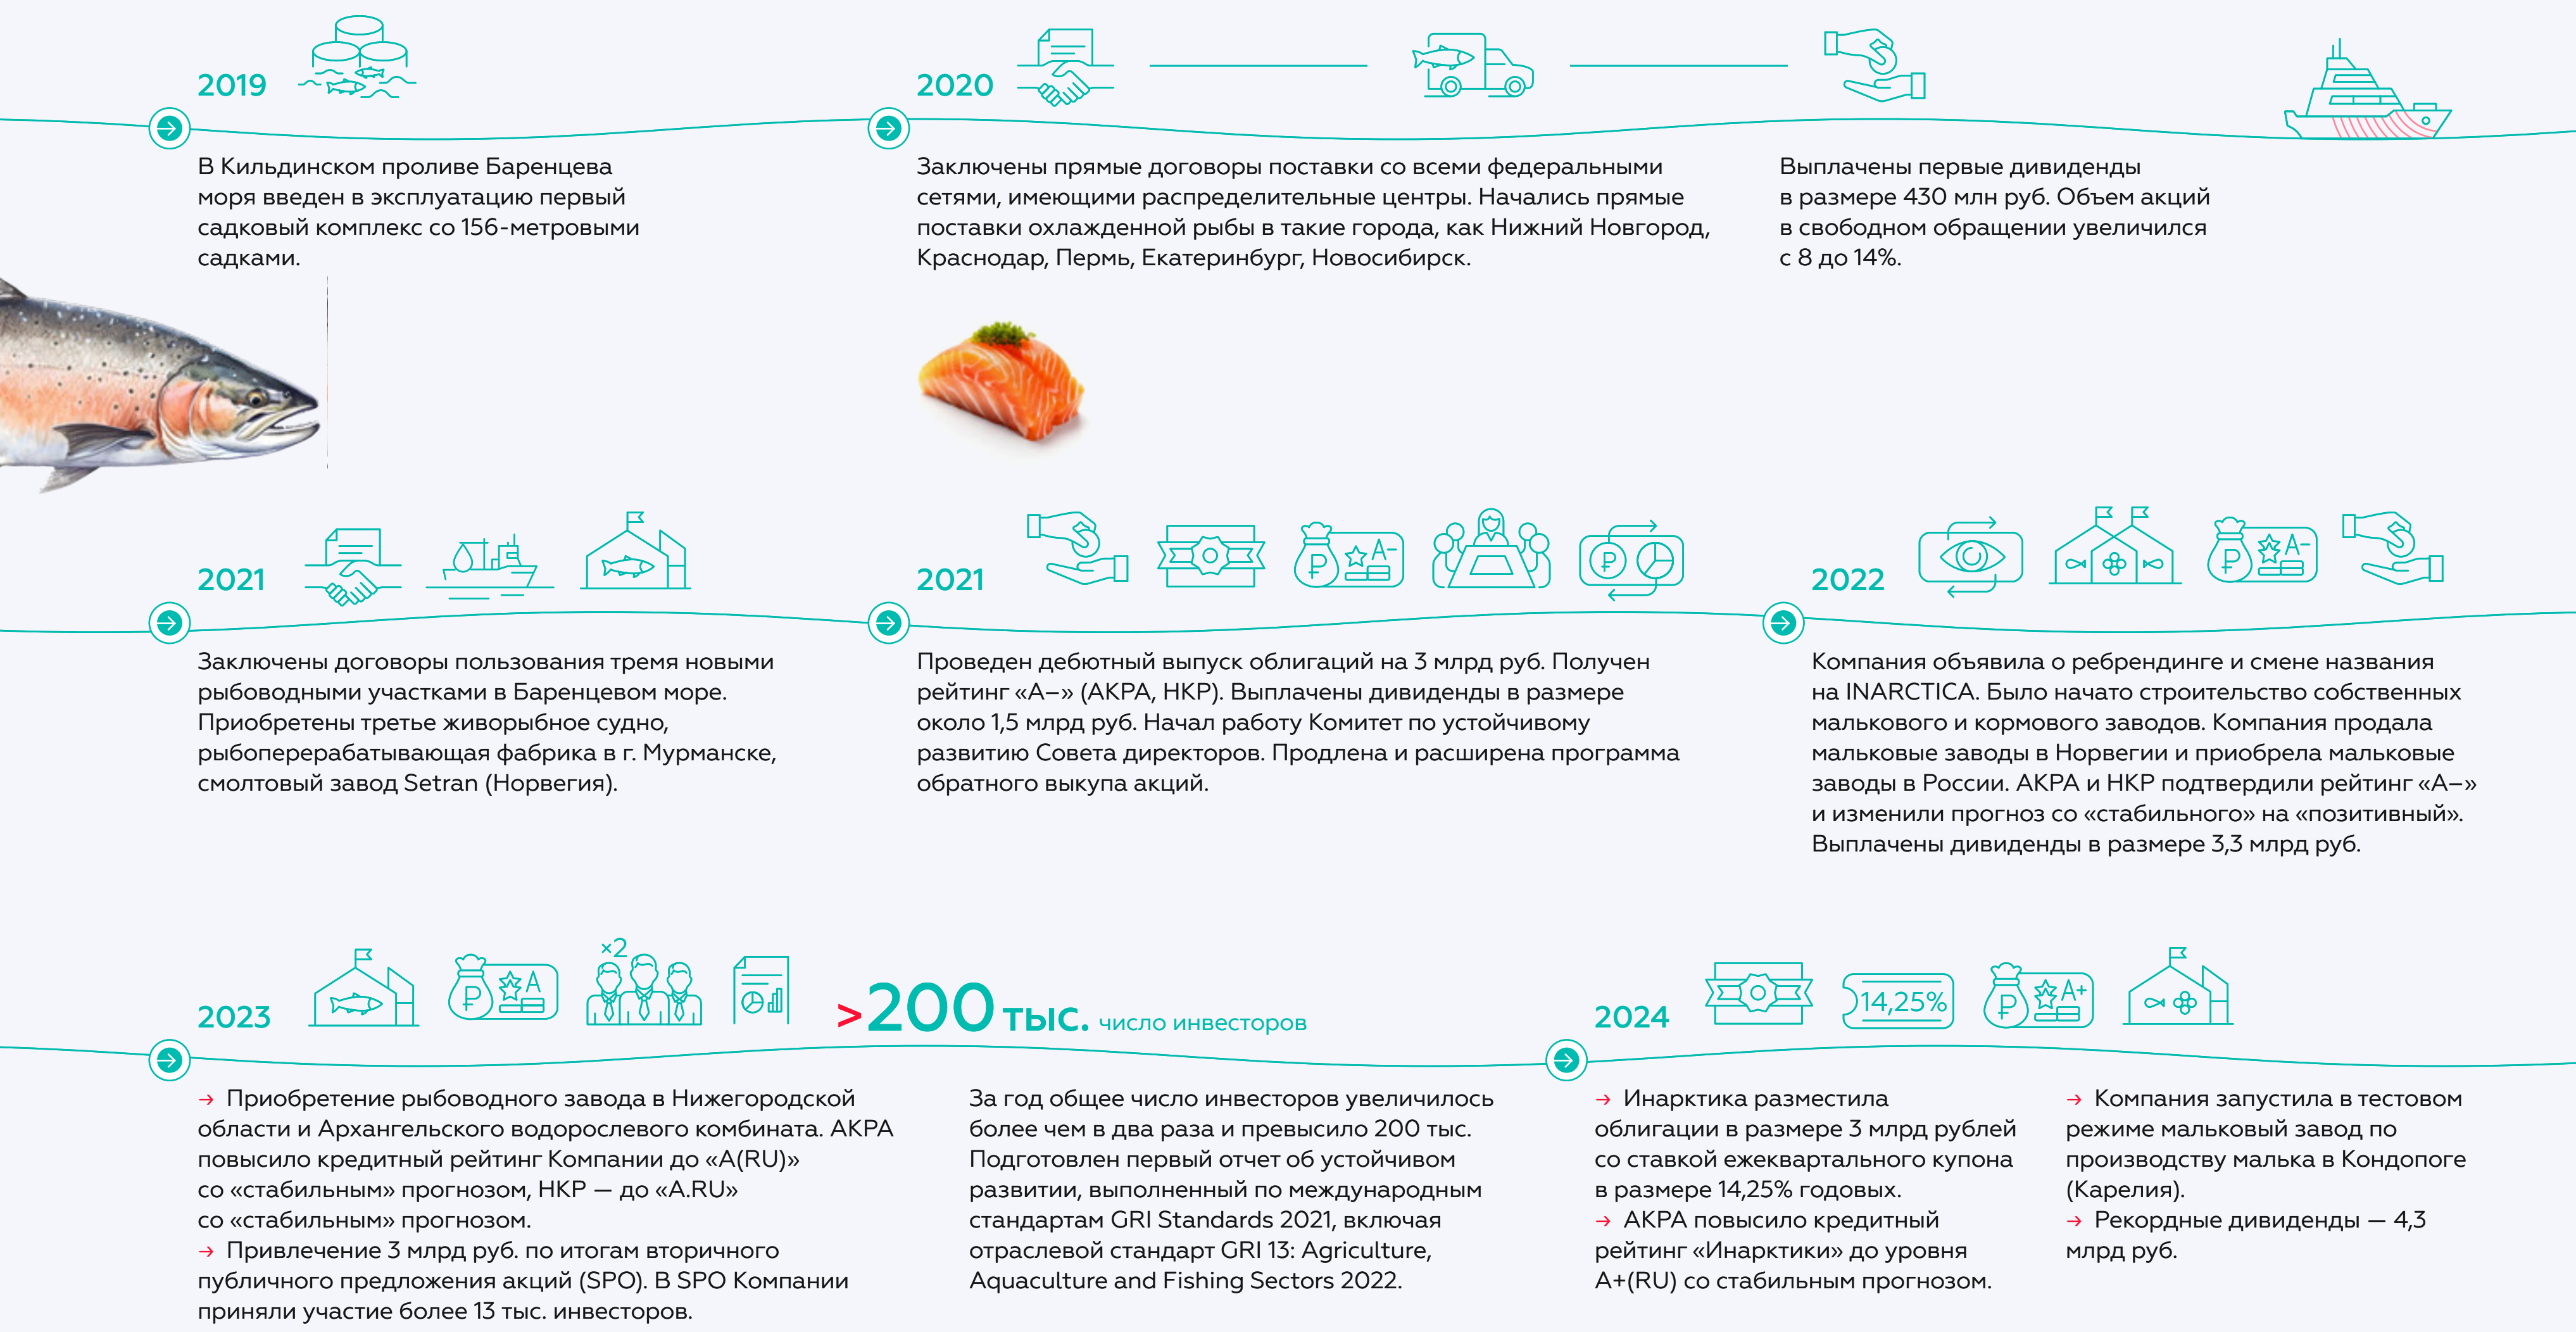 2019
В Кильдинском проливе Баренцева
моря введен в эксплуатацию первый
садковый комплекс со 156-метровыми
садками.
2020
Заключены прямые договоры поставки со всеми федеральными
сетями, имеющими распределительные центры. Начались прямые
поставки охлажденной рыбы в такие города, как Нижний Новгород,
Краснодар, Пермь, Екатеринбург, Новосибирск.
Выплачены первые дивиденды
в размере 430 млн руб. Объем акций
в свободном обращении увеличился
с 8 до 14%.
2021
Заключены договоры пользования тремя новыми
рыбоводными участками в Баренцевом море.
Приобретены третье живорыбное судно,
рыбоперерабатывающая фабрика в г. Мурманске,
смолтовый завод Setran (Норвегия).
2021
₽
A–
₽
Проведен дебютный выпуск облигаций на 3 млрд руб. Получен
рейтинг «A–» (АКРА, НКР). Выплачены дивиденды в размере
около 1,5 млрд руб. Начал работу Комитет по устойчивому
развитию Совета директоров. Продлена и расширена программа
обратного выкупа акций.
2022
₽
A–
Компания объявила о ребрендинге и смене названия
на INARCTICA. Было начато строительство собственных
малькового и кормового заводов. Компания продала
мальковые заводы в Норвегии и приобрела мальковые
заводы в России. АКРА и НКР подтвердили рейтинг «А–»
и изменили прогноз со «стабильного» на «позитивный».
Выплачены дивиденды в размере 3,3 млрд руб.
2023
₽
A
×2
>200 тыс. число инвесторов
→ Приобретение рыбоводного завода в Нижегородской
области и Архангельского водорослевого комбината. АКРА
повысило кредитный рейтинг Компании до «A(RU)»
со «стабильным» прогнозом, НКР — до «A.RU»
со «стабильным» прогнозом.
→ Привлечение 3 млрд руб. по итогам вторичного
публичного предложения акций (SPO). В SPO Компании
приняли участие более 13 тыс. инвесторов.
За год общее число инвесторов увеличилось
более чем в два раза и превысило 200 тыс.
Подготовлен первый отчет об устойчивом
развитии, выполненный по международным
стандартам GRI Standards 2021, включая
отраслевой стандарт GRI 13: Agriculture,
Aquaculture and Fishing Sectors 2022.
2024
14,25%
₽
A+
→ Инарктика разместила
облигации в размере 3 млрд рублей
со ставкой ежеквартального купона
в размере 14,25% годовых.
→ АКРА повысило кредитный
рейтинг «Инарктики» до уровня
A+(RU) со стабильным прогнозом.
→ Компания запустила в тестовом
режиме мальковый завод по
производству малька в Кондопоге
(Карелия).
→ Рекордные дивиденды — 4,3
млрд руб.